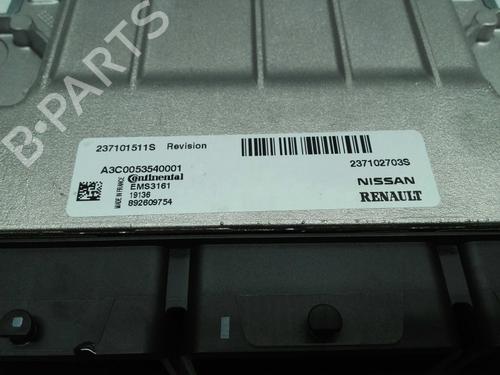 B-PARTS
237101511S Revision
237102703S
A3C0053540001
Continental
EMS3161
19136
892609754
MADE IN FRANCE
NISSAN
RENAULT